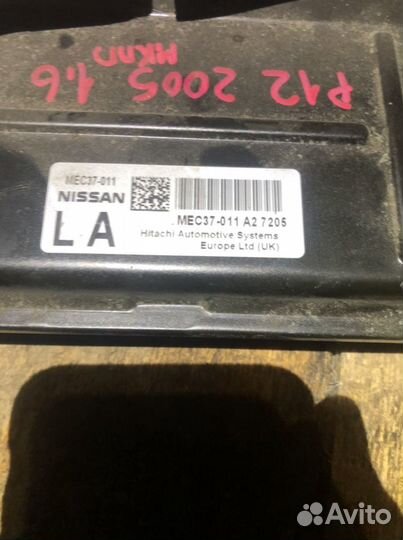 P12 2005 1.6
МКПП
MEC37-011
NISSAN
LA
MEC37-011 A2 7205
Hitachi Automotive Systems
Europe Ltd (UK)
Avito